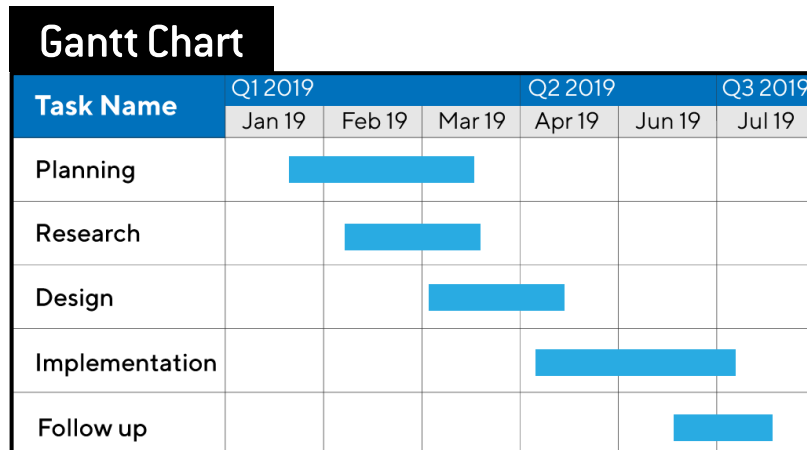 Gantt Chart
Task Name
Q1 2019 Q2 2019 Q3 2019
Jan 19 Feb 19 Mar 19 Apr 19 Jun 19 Jul 19
Planning
Research
Design
Implementation
Follow up